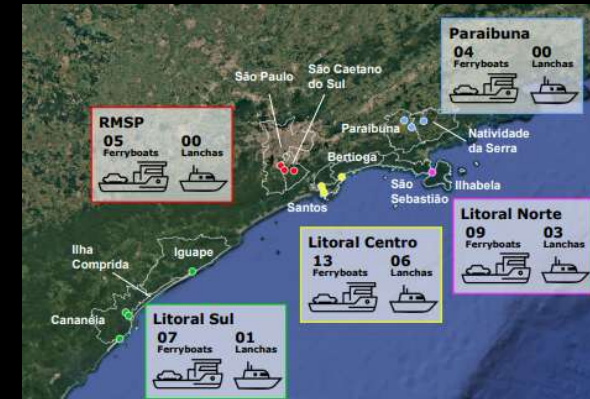 Paraibuna
04 00
Ferryboats Lanchas
São Paulo
São Caetano
do Sul
RMSP
05 00
Ferryboats Lanchas
Paraibuna
Natividade
da Serra
Bertioga
São
Sebastião
Ilhabela
Santos
Litoral Norte
09 03
Ferryboats Lanchas
Litoral Centro
13 06
Ferryboats Lanchas
Ilha
Comprida
Iguape
Cananéia
Litoral Sul
07 01
Ferryboats Lanchas